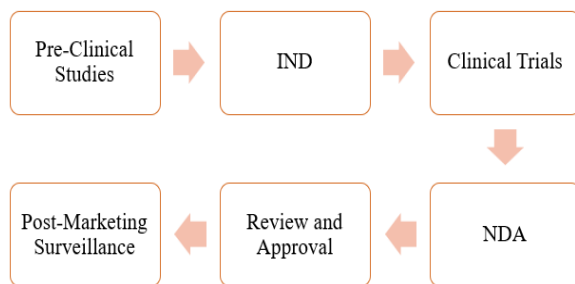 Pre-Clinical
Studies
IND
Clinical Trials
NDA
Review and
Approval
Post-Marketing
Surveillance